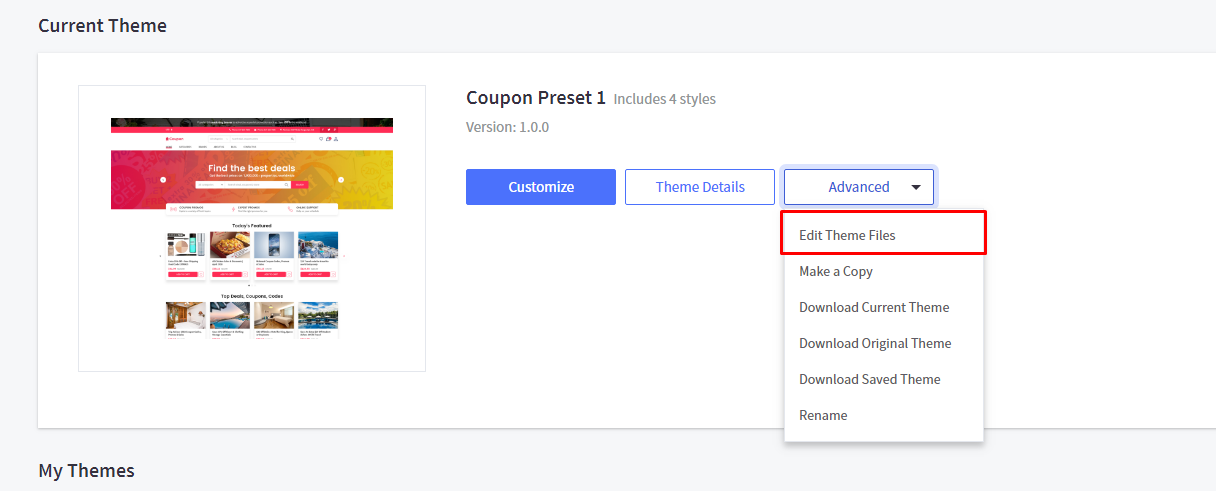 Current Theme
Coupon Preset 1 Includes 4 styles
Version: 1.0.0
Customize
Theme Details
Advanced
Edit Theme Files
Make a Copy
Download Current Theme
Download Original Theme
Download Saved Theme
Rename
Find the best deals
Today's Featured
Top Deals, Coupons, Codes
My Themes